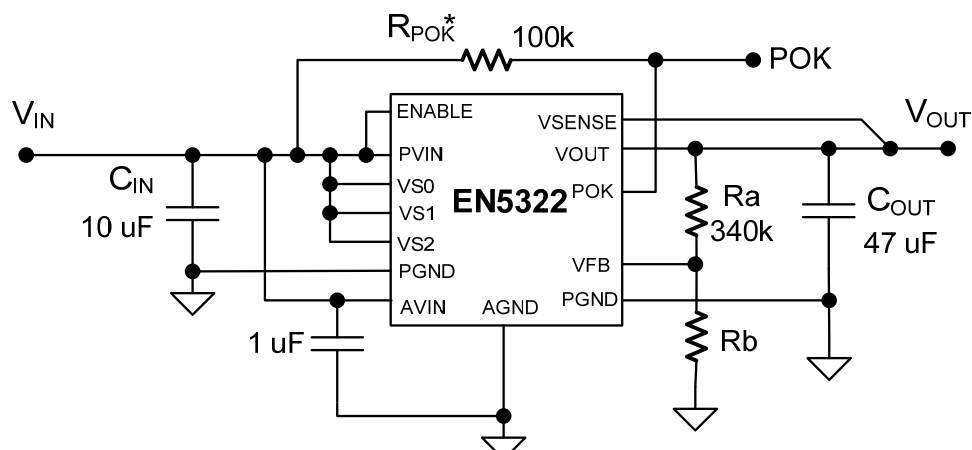 RPOK*
100k
POK
VIN
ENABLE
VSENSE
VOUT
PVIN
VOUT
CIN
10 uF
VS0
VS1
VS2
EN5322
POK
Ra
340k
COUT
47 uF
PGND
VFB
AVIN
AGND
PGND
1 uF
Rb